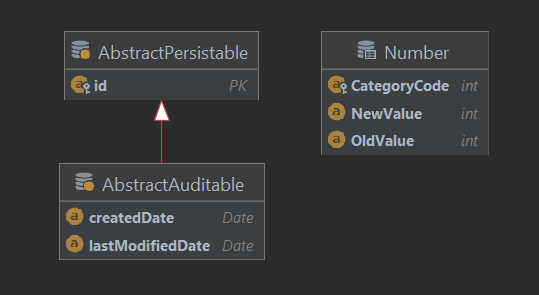 AbstractPersistable
id PK
AbstractAuditable
createdDate Date
lastModifiedDate Date
Number
CategoryCode int
NewValue int
OldValue int